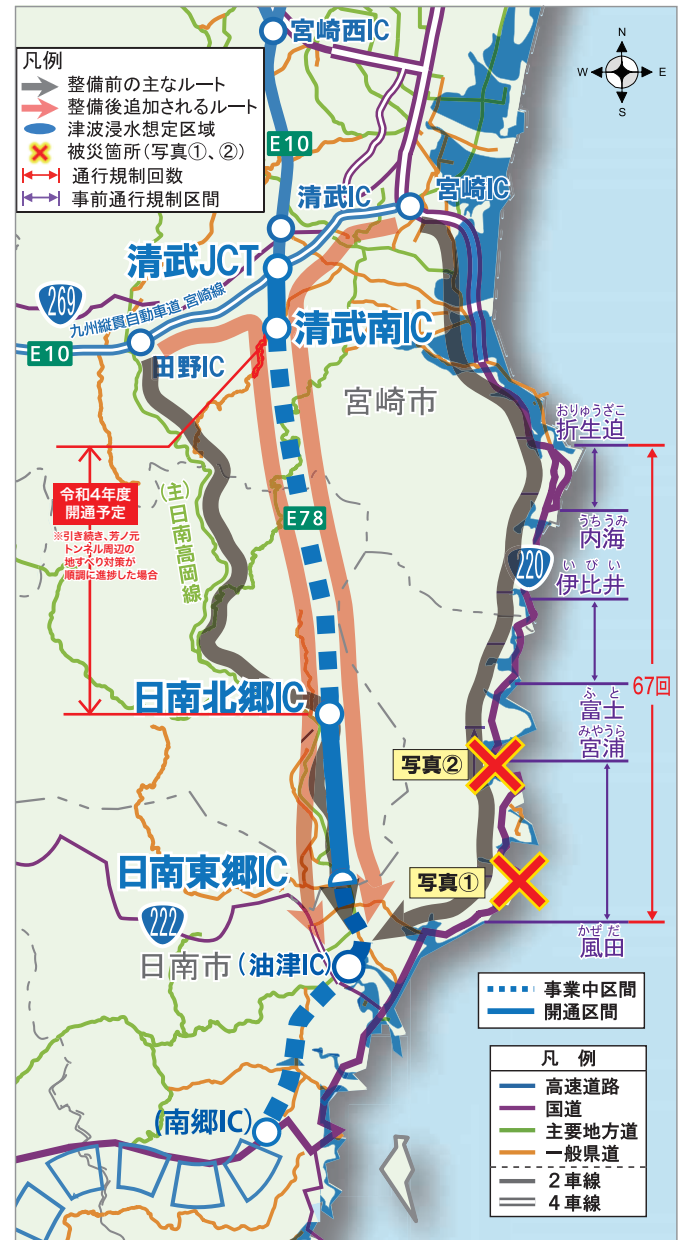 宮崎西IC
N
W
E
S
凡例
整備前の主なルート
整備後追加されるルート
津波浸水想定区域
被災箇所(写真①、②)
通行規制回数
事前通行規制区間
E10
清武IC
宮崎IC
清武JCT
269
九州縦貫自動車道 宮崎線
清武南IC
E10
田野IC
宮崎市
おりゅうざこ
折生迫
令和4年度
開通予定
※引き続き、芳ノ元
トンネル周辺の
地すべり対策が
順調に進捗した場合
(主)日南高岡線
E78
うちうみ
内海
220
いびい
伊比井
67回
日南北郷IC
ふと
富士
みやうら
宮浦
写真②
日南東郷IC
写真①
222
かぜだ
風田
日南市
(油津IC)
事業中区間
開通区間
凡例
高速道路
国道
主要地方道
一般県道
2車線
4車線
(南郷IC)